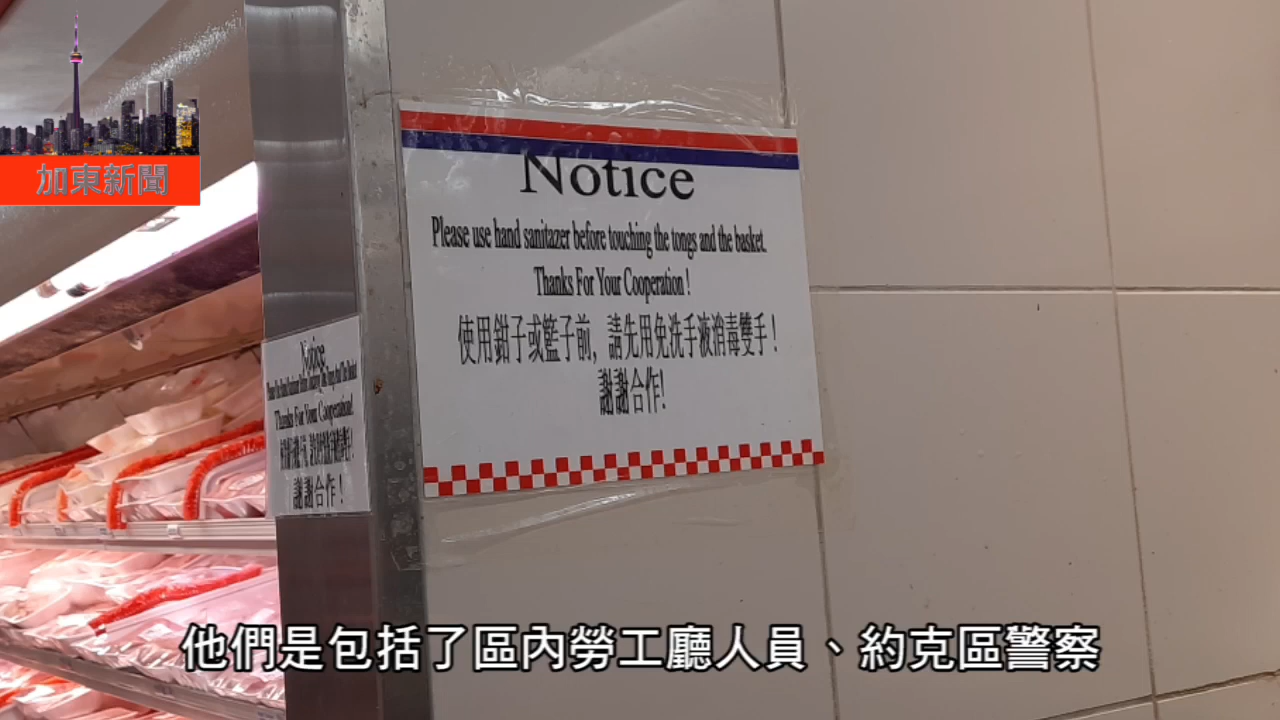 加東新聞
Notice
Please use hand sanitazer before touching the tongs and the basket.
Thanks For Your Cooperation !
使用鉗子或籃子前, 請先用免洗手液消毒雙手 !
謝謝合作!
Notice
Thanks For Your Cooperation!
謝謝合作 !
他們是包括了區內勞工廳人員、約克區警察